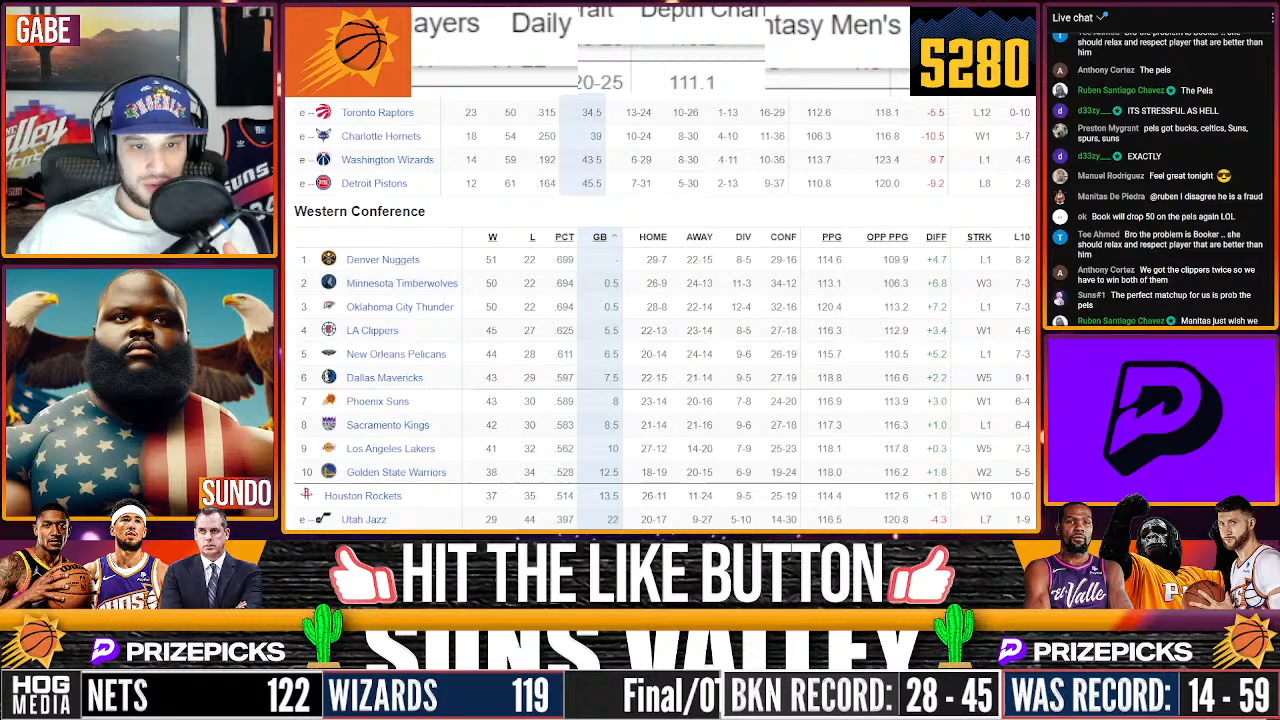 GABE
ayers
Daily
raft
Depth Char
ntasy
Men's
5280
20-25
111.1
e -- Toronto Raptors 23 50 .315 34.5 13-24 10-26 1-13 16-29 112.6 118.1 -5.5 L12 0-10
e -- Charlotte Hornets 18 54 .250 39 10-24 8-30 4-10 11-36 106.3 116.8 -10.5 W1 3-7
e -- Washington Wizards 14 59 .192 43.5 6-29 8-30 4-11 10-36 113.7 123.4 -9.7 L1 4-6
e -- Detroit Pistons 12 61 .164 45.5 7-31 5-30 2-13 9-37 110.8 120.0 -9.2 L8 2-8
Western Conference
W L PCT GB ^ HOME AWAY DIV CONF PPG OPP PPG DIFF STRK L10
1 Denver Nuggets 51 22 .699 - 29-7 22-15 8-5 29-16 114.6 109.9 +4.7 L1 8-2
2 Minnesota Timberwolves 50 22 .694 0.5 26-9 24-13 11-3 34-12 113.1 106.3 +6.8 W3 7-3
3 Oklahoma City Thunder 50 22 .694 0.5 28-8 22-14 12-4 32-16 120.4 113.2 +7.2 L1 7-3
4 LA Clippers 45 27 .625 5.5 22-13 23-14 8-5 27-18 116.3 112.9 +3.4 W1 4-6
5 New Orleans Pelicans 44 28 .611 6.5 20-14 24-14 9-6 26-19 115.7 110.5 +5.2 L1 7-3
6 Dallas Mavericks 43 29 .597 7.5 22-15 21-14 9-5 27-19 118.8 116.6 +2.2 W5 9-1
7 Phoenix Suns 43 30 .589 8 23-14 20-16 7-8 24-20 116.9 113.9 +3.0 W1 6-4
8 Sacramento Kings 42 30 .583 8.5 21-14 21-16 9-6 27-18 117.3 116.3 +1.0 L1 6-4
9 Los Angeles Lakers 41 32 .562 10 27-12 14-20 7-9 25-23 118.1 117.8 +0.3 W5 7-3
10 Golden State Warriors 38 34 .528 12.5 18-19 20-15 6-9 19-24 118.0 116.2 +1.8 W2 5-5
Houston Rockets 37 35 .514 13.5 26-11 11-24 9-5 19-25 114.4 112.6 +1.8 W10 10-0
e -- Utah Jazz 29 44 .397 22 20-17 9-27 5-10 14-30 116.5 120.8 -4.3 L7 1-9
Live chat
Tee Ahmed Bro the problem is Booker .. she
should relax and respect player that are better than
him
Anthony Cortez The pels
Ruben Santiago Chavez The Pels
d33zy__ ITS STRESSFUL AS HELL
Preston Mygrant pels got bucks, celtics, Suns,
spurs, suns
d33zy__ EXACTLY
Manuel Rodriguez Feel great tonight 😎
Manitas De Piedra @ruben I disagree he is a fraud
ok Book will drop 50 on the pels again LOL
Tee Ahmed Bro the problem is Booker .. she
should relax and respect player that are better than
him
Anthony Cortez We got the clippers twice so we
have to win both of them
Suns#1 The perfect matchup for us is prob the
pels
Ruben Santiago Chavez Manitas just wish we
SUNDO
HIT THE LIKE BUTTON
PRIZEPICKS
SUNS VALLEY
PRIZEPICKS
HOG
MEDIA
NETS 122
WIZARDS 119
Final/OT
BKN RECORD: 28 - 45
WAS RECORD: 14 - 59